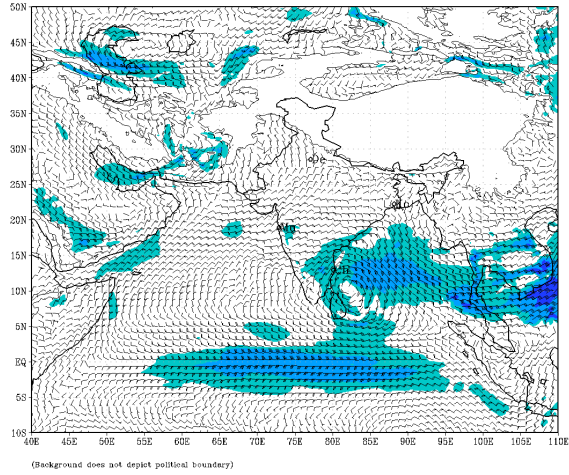 50N
45N
40N
35N
30N
25N
20N
15N
10N
5N
EQ
5S
10S
40E 45E 50E 55E 60E 65E 70E 75E 80E 85E 90E 95E 100E 105E 110E
(Background does not depict political boundary)